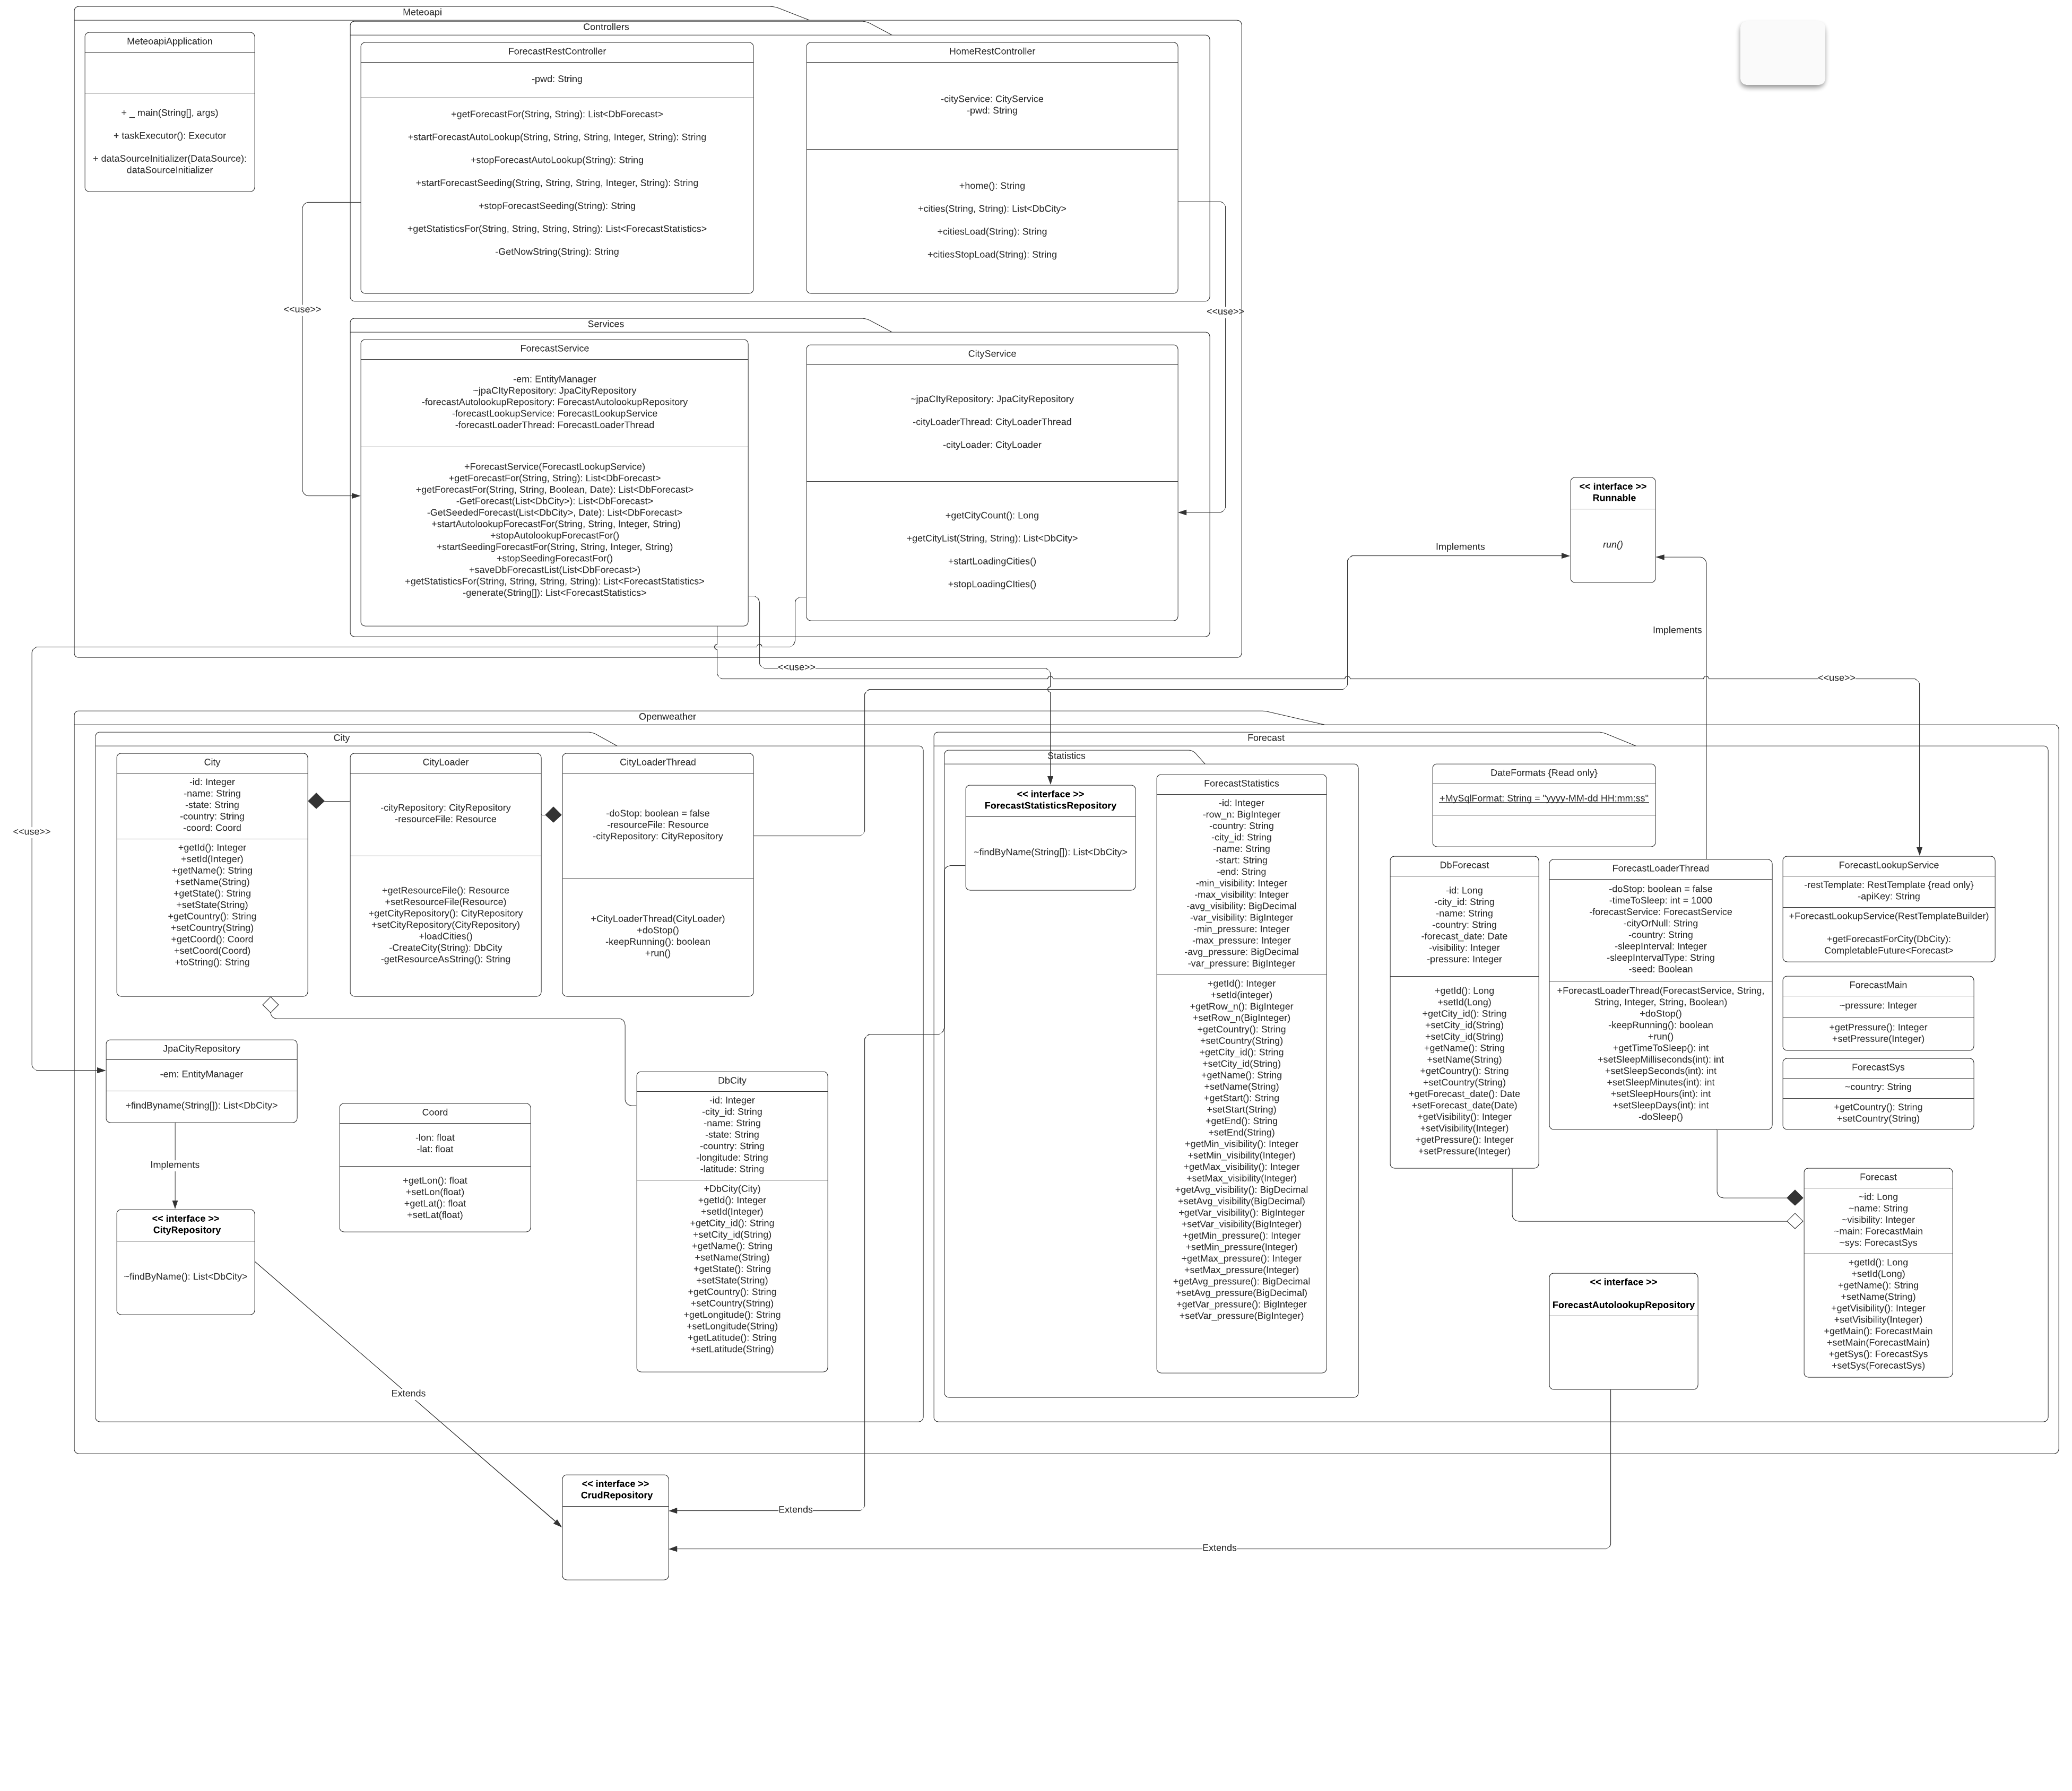 Meteoapi
MeteoapiApplication
+ _ main(String[], args)
+ taskExecutor(): Executor
+ dataSourceInitializer(DataSource):
dataSourceInitializer
Controllers
ForecastRestController
-pwd: String
+getForecastFor(String, String): List<DbForecast>
+startForecastAutoLookup(String, String, String, Integer, String): String
+stopForecastAutoLookup(String): String
+startForecastSeeding(String, String, String, Integer, String): String
+stopForecastSeeding(String): String
+getStatisticsFor(String, String, String, String): List<ForecastStatistics>
-GetNowString(String): String
HomeRestController
-cityService: CityService
-pwd: String
+home(): String
+cities(String, String): List<DbCity>
+citiesLoad(String): String
+citiesStopLoad(String): String
<<use>>
<<use>>
Services
ForecastService
-em: EntityManager
~jpaCItyRepository: JpaCityRepository
-forecastAutolookupRepository: ForecastAutolookupRepository
-forecastLookupService: ForecastLookupService
-forecastLoaderThread: ForecastLoaderThread
+ForecastService(ForecastLookupService)
+getForecastFor(String, String): List<DbForecast>
+getForecastFor(String, String, Boolean, Date): List<DbForecast>
-GetForecast(List<DbCity>): List<DbForecast>
-GetSeededForecast(List<DbCity>, Date): List<DbForecast>
+startAutolookupForecastFor(String, String, Integer, String)
+stopAutolookupForecastFor()
+startSeedingForecastFor(String, String, Integer, String)
+stopSeedingForecastFor()
+saveDbForecastList(List<DbForecast>)
+getStatisticsFor(String, String, String, String): List<ForecastStatistics>
-generate(String[]): List<ForecastStatistics>
CityService
~jpaCItyRepository: JpaCityRepository
-cityLoaderThread: CityLoaderThread
-cityLoader: CityLoader
+getCityCount(): Long
+getCityList(String, String): List<DbCity>
+startLoadingCities()
+stopLoadingCIties()
<< interface >>
Runnable
run()
Implements
Implements
<<use>>
<<use>>
<<use>>
Openweather
City
City
-id: Integer
-name: String
-state: String
-country: String
-coord: Coord
+getId(): Integer
+setId(Integer)
+getName(): String
+setName(String)
+getState(): String
+setState(String)
+getCountry(): String
+setCountry(String)
+getCoord(): Coord
+setCoord(Coord)
+toString(): String
CityLoader
-cityRepository: CityRepository
-resourceFile: Resource
+getResourceFile(): Resource
+setResourceFile(Resource)
+getCityRepository(): CityRepository
+setCityRepository(CityRepository)
+loadCities()
-CreateCity(String): DbCity
-getResourceAsString(): String
CityLoaderThread
-doStop: boolean = false
-resourceFile: Resource
-cityRepository: CityRepository
+CityLoaderThread(CityLoader)
+doStop()
-keepRunning(): boolean
+run()
JpaCityRepository
-em: EntityManager
+findByname(String[]): List<DbCity>
Implements
<< interface >>
CityRepository
~findByName(): List<DbCity>
Coord
-lon: float
-lat: float
+getLon(): float
+setLon(float)
+getLat(): float
+setLat(float)
DbCity
-id: Integer
-city_id: String
-name: String
-state: String
-country: String
-longitude: String
-latitude: String
+DbCity(City)
+getId(): Integer
+setId(Integer)
+getCity_id(): String
+setCity_id(String)
+getName(): String
+setName(String)
+getState(): String
+setState(String)
+getCountry(): String
+setCountry(String)
+getLongitude(): String
+setLongitude(String)
+getLatitude(): String
+setLatitude(String)
Forecast
Statistics
<< interface >>
ForecastStatisticsRepository
~findByName(String[]): List<DbCity>
ForecastStatistics
-id: Integer
-row_n: BigInteger
-country: String
-city_id: String
-name: String
-start: String
-end: String
-min_visibility: Integer
-max_visibility: Integer
-avg_visibility: BigDecimal
-var_visibility: BigInteger
-min_pressure: Integer
-max_pressure: Integer
-avg_pressure: BigDecimal
-var_pressure: BigInteger
+getId(): Integer
+setId(integer)
+getRow_n(): BigInteger
+setRow_n(BigInteger)
+getCountry(): String
+setCountry(String)
+getCity_id(): String
+setCity_id(String)
+getName(): String
+setName(String)
+getStart(): String
+setStart(String)
+getEnd(): String
+setEnd(String)
+getMin_visibility(): Integer
+setMin_visibility(Integer)
+getMax_visibility(): Integer
+setMax_visibility(Integer)
+getAvg_visibility(): BigDecimal
+setAvg_visibility(BigDecimal)
+getVar_visibility(): BigInteger
+setVar_visibility(BigInteger)
+getMin_pressure(): Integer
+setMin_pressure(Integer)
+getMax_pressure(): Integer
+setMax_pressure(Integer)
+getAvg_pressure(): BigDecimal
+setAvg_pressure(BigDecimal)
+getVar_pressure(): BigInteger
+setVar_pressure(BigInteger)
DateFormats {Read only}
+MySqlFormat: String = "yyyy-MM-dd HH:mm:ss"
DbForecast
-id: Long
-city_id: String
-name: String
-country: String
-forecast_date: Date
-visibility: Integer
-pressure: Integer
+getId(): Long
+setId(Long)
+getCity_id(): String
+setCity_id(String)
+setCity_id(String)
+getName(): String
+setName(String)
+getCountry(): String
+setCountry(String)
+getForecast_date(): Date
+setForecast_date(Date)
+getVisibility(): Integer
+setVisibility(Integer)
+getPressure(): Integer
+setPressure(Integer)
ForecastLoaderThread
-doStop: boolean = false
-timeToSleep: int = 1000
-forecastService: ForecastService
-cityOrNull: String
-country: String
-sleepInterval: Integer
-sleepIntervalType: String
-seed: Boolean
+ForecastLoaderThread(ForecastService, String,
String, Integer, String, Boolean)
+doStop()
-keepRunning(): boolean
+run()
+getTimeToSleep(): int
+setSleepMilliseconds(int): int
+setSleepSeconds(int): int
+setSleepMinutes(int): int
+setSleepHours(int): int
+setSleepDays(int): int
-doSleep()
ForecastLookupService
-restTemplate: RestTemplate {read only}
-apiKey: String
+ForecastLookupService(RestTemplateBuilder)
+getForecastForCity(DbCity):
CompletableFuture<Forecast>
ForecastMain
~pressure: Integer
+getPressure(): Integer
+setPressure(Integer)
ForecastSys
~country: String
+getCountry(): String
+setCountry(String)
Forecast
~id: Long
~name: String
~visibility: Integer
~main: ForecastMain
~sys: ForecastSys
+getId(): Long
+setId(Long)
+getName(): String
+setName(String)
+getVisibility(): Integer
+setVisibility(Integer)
+getMain(): ForecastMain
+setMain(ForecastMain)
+getSys(): ForecastSys
+setSys(ForecastSys)
<< interface >>
ForecastAutolookupRepository
Extends
<< interface >>
CrudRepository
Extends
Extends